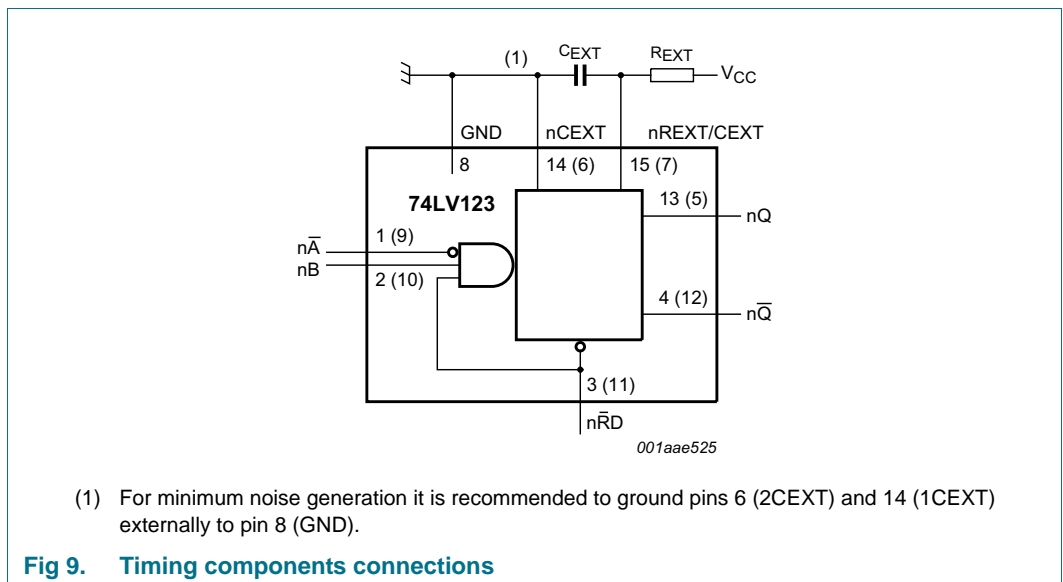 (1)
CEXT
REXT
VCC
GND
nCEXT
nREXT/CEXT
8
14 (6)
15 (7)
74LV123
13 (5)
nQ
1 (9)
nA̅
nB
2 (10)
4 (12)
nQ̅
3 (11)
nR̅D
001aae525
(1) For minimum noise generation it is recommended to ground pins 6 (2CEXT) and 14 (1CEXT)
externally to pin 8 (GND).
Fig 9. Timing components connections